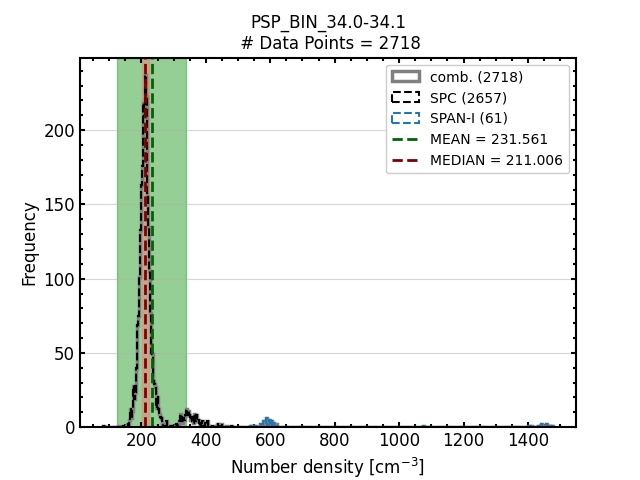 PSP_BIN_34.0-34.1
# Data Points = 2718
comb. (2718)
SPC (2657)
SPAN-I (61)
MEAN = 231.561
MEDIAN = 211.006
Frequency
200
150
100
50
0
200 400 600 800 1000 1200 1400
Number density [cm⁻³]